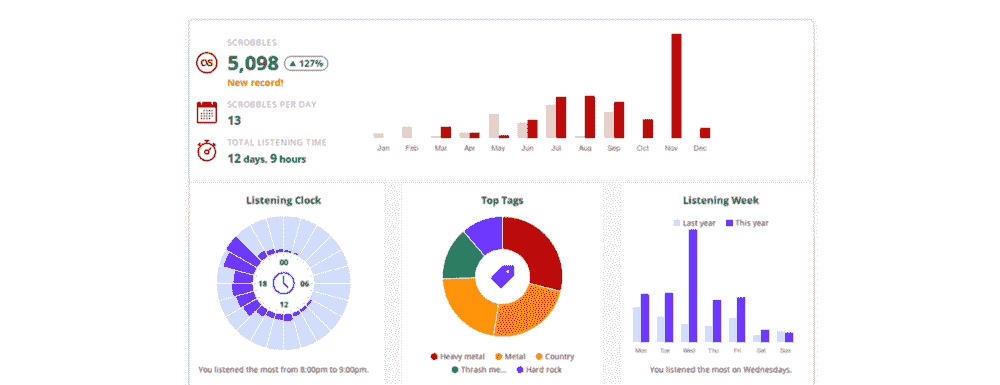 SCROBBLES
5,098 ▲ 127%
New record!
SCROBBLES PER DAY
13
TOTAL LISTENING TIME
12 days, 9 hours
Jan Feb Mar Apr May Jun Jul Aug Sep Oct Nov Dec
Listening Clock
00
18 06
12
You listened the most from 8:00pm to 9:00pm.
Top Tags
Heavy metal Metal Country
Thrash me... Hard rock
Listening Week
Last year This year
Mon Tue Wed Thu Fri Sat Sun
You listened the most on Wednesdays.